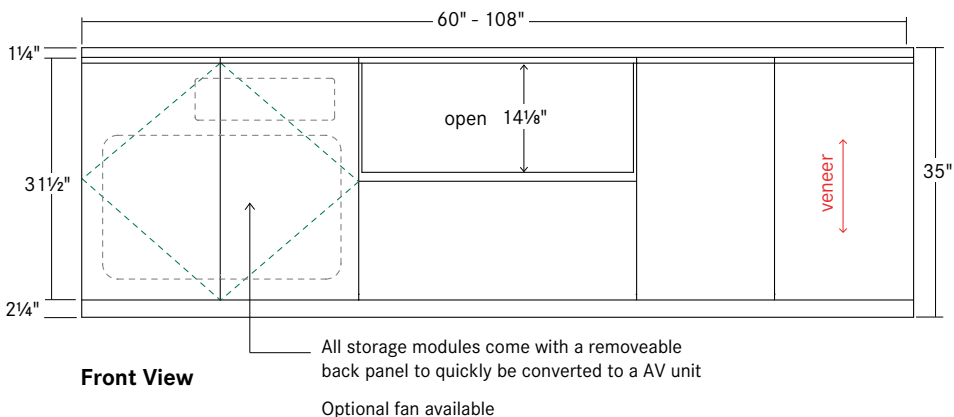 60" - 108"
1¼"
open 14⅛"
31½"
veneer
35"
2¼"
All storage modules come with a removeable
back panel to quickly be converted to a AV unit
Front View
Optional fan available